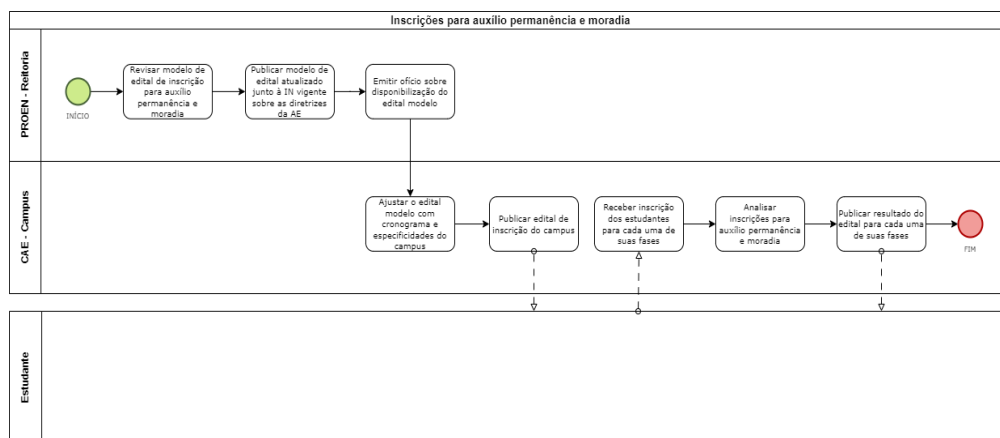 Inscrições para auxílio permanência e moradia
PROEN - Reitoria
INÍCIO
Revisar modelo de
edital de inscrição
para auxílio
permanência e
moradia
Publicar modelo de
edital atualizado
junto à IN vigente
sobre as diretrizes
da AE
Emitir ofício sobre
disponibilização do
edital modelo
CAE - Campus
Ajustar o edital
modelo com
cronograma e
especificidades do
campus
Publicar edital de
inscrição do campus
Receber inscrição
dos estudantes
para cada uma de
suas fases
Analisar
inscrições para
auxílio permanência
e moradia
Publicar resultado do
edital para cada uma
de suas fases
FIM
Estudante